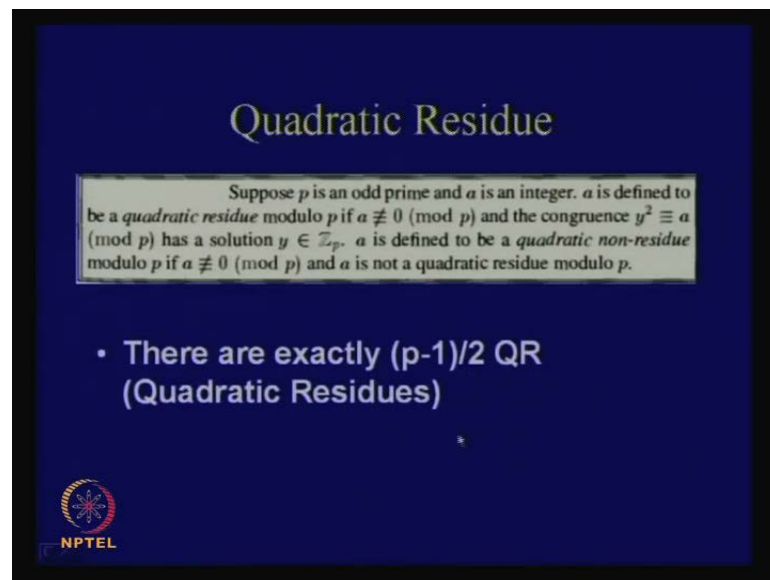 Quadratic Residue
Suppose p is an odd prime and a is an integer. a is defined to
be a quadratic residue modulo p if a ≢ 0 (mod p) and the congruence y² ≡ a
(mod p) has a solution y ∈ ℤₚ. a is defined to be a quadratic non-residue
modulo p if a ≢ 0 (mod p) and a is not a quadratic residue modulo p.
• There are exactly (p-1)/2 QR
(Quadratic Residues)
NPTEL